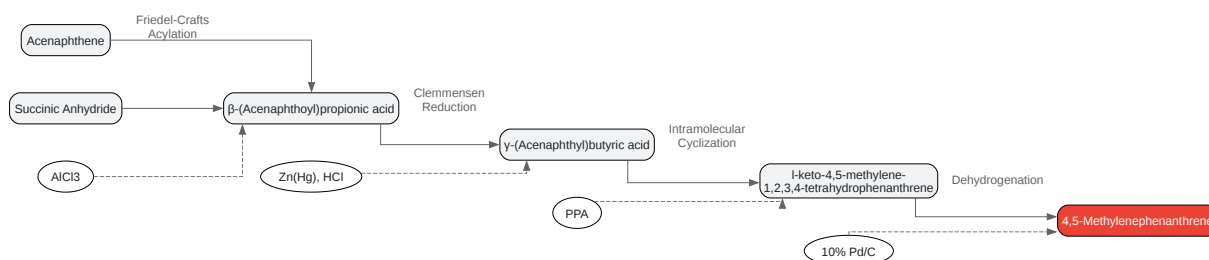 Friedel-Crafts
Acylation
Acenaphthene
Succinic Anhydride
β-(Acenaphthoyl)propionic acid
Clemmensen
Reduction
AlCl3
Zn(Hg), HCl
γ-(Acenaphthyl)butyric acid
Intramolecular
Cyclization
PPA
l-keto-4,5-methylene-
1,2,3,4-tetrahydrophenanthrene
Dehydrogenation
10% Pd/C
4,5-Methylenephenanthrene